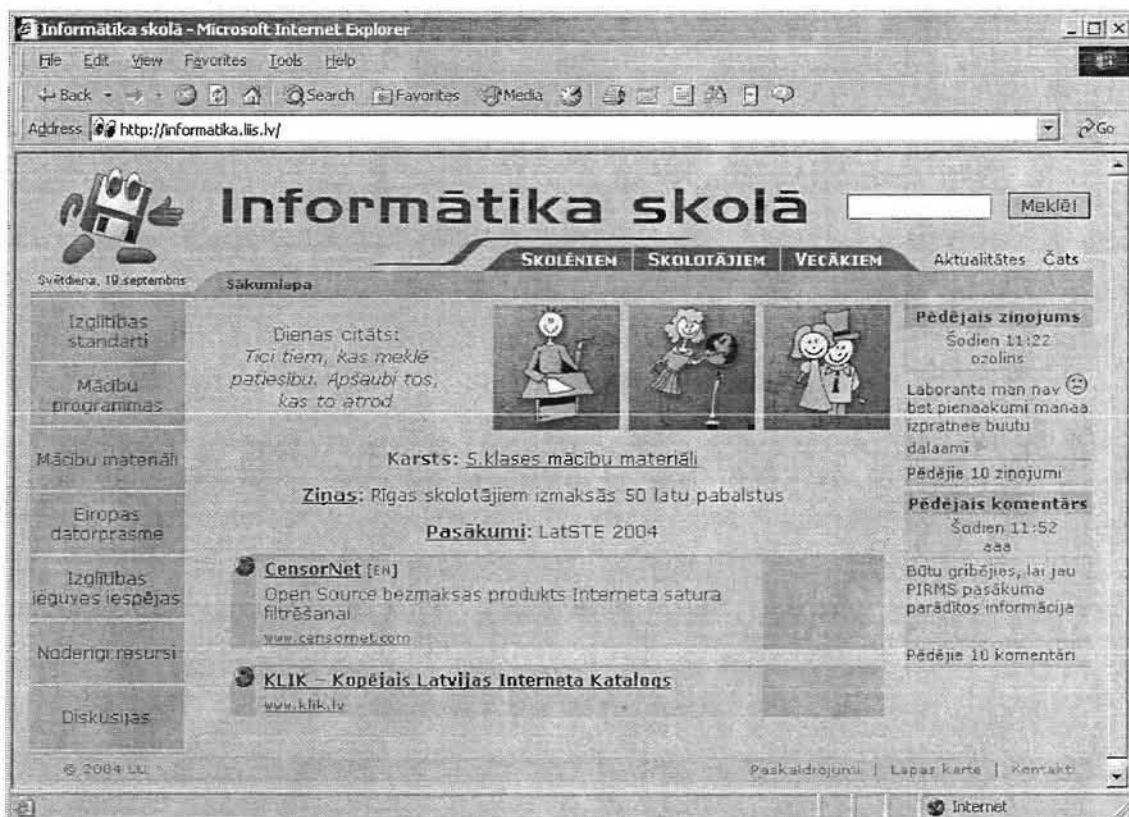 Informātika skolā - Microsoft Internet Explorer
File Edit View Favorites Tools Help
Back Search Favorites Media
Address http://informatika.liis.lv/ Go
Informātika skolā
Meklēt
SKOLĒNIEM SKOLOTĀJIEM VECĀKIEM Aktualitātes Čats
Svētdiena, 19.septembris
Sākumlapa
Izglītības
standarti
Mācību
programmas
Mācību materiāli
Eiropas
datorprasme
Izglītības
ieguves iespējas
Noderīgi resursi
Diskusijas
Dienas citāts:
Tici tiem, kas meklē
patiesību. Apšaubi tos,
kas to atrod
Karsts: 5.klases mācību materiāli
Ziņas: Rīgas skolotājiem izmaksās 50 latu pabalstus
Pasākumi: LatSTE 2004
CensorNet [EN]
Open Source bezmaksas produkts Interneta satura
filtrēšanai
www.censornet.com
KLIK – Kopējais Latvijas Interneta Katalogs
www.klik.lv
Pēdējais ziņojums
Šodien 11:22
ozolins
Laboranta man nav
bet pienaakumi manaa
izpratnee buutu
dalaami
Pēdējie 10 ziņojumi
Pēdējais komentārs
Šodien 11:52
aaa
Būtu gribējies, lai jau
PIRMS pasākuma
parādītos informācija
Pēdējie 10 komentāri
© 2004 LU
Paskaidrojumi | Lapas karte | Kontakti
Internet